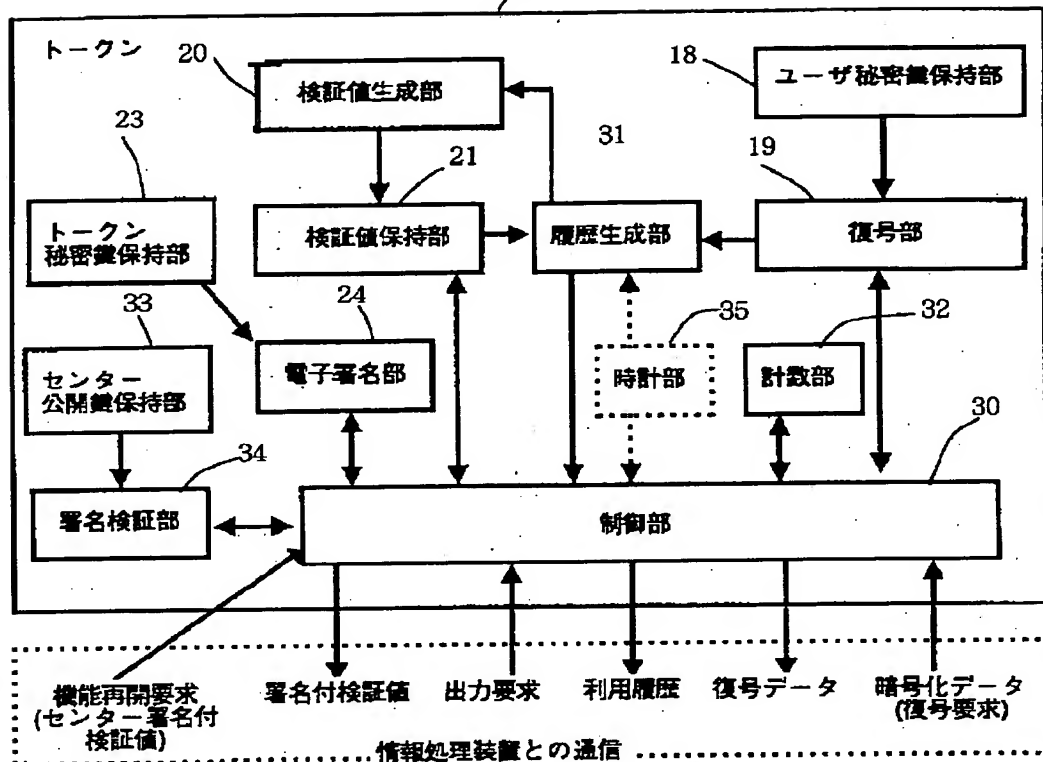 トークン
20
検証値生成部
18
ユーザ秘密鍵保持部
23
31
21
19
トークン
秘密鍵保持部
検証値保持部
履歴生成部
復号部
33
24
35
32
センター
公開鍵保持部
電子署名部
時計部
計数部
34
30
署名検証部
制御部
機能再開要求
(センター署名付
検証値)
署名付検証値
出力要求
利用履歴
復号データ
暗号化データ
(復号要求)
情報処理装置との通信